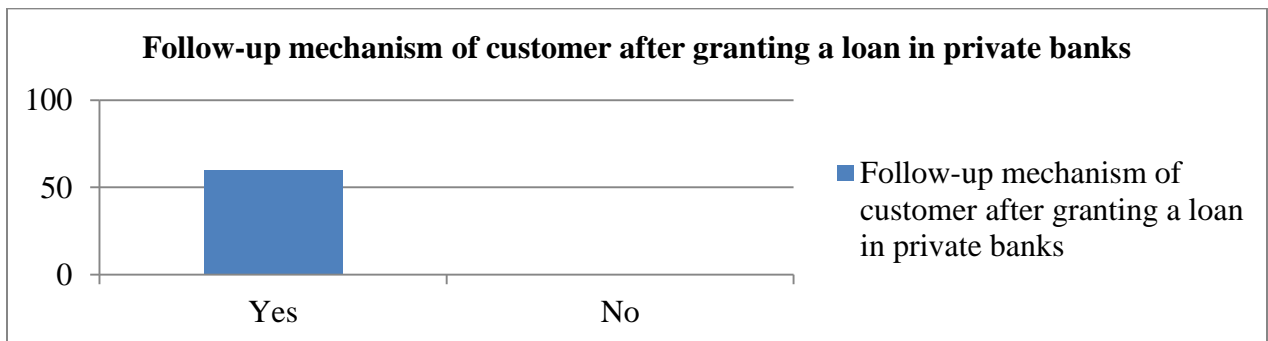 Follow-up mechanism of customer after granting a loan in private banks
100
50
0
Yes
No
Follow-up mechanism of
customer after granting a loan
in private banks